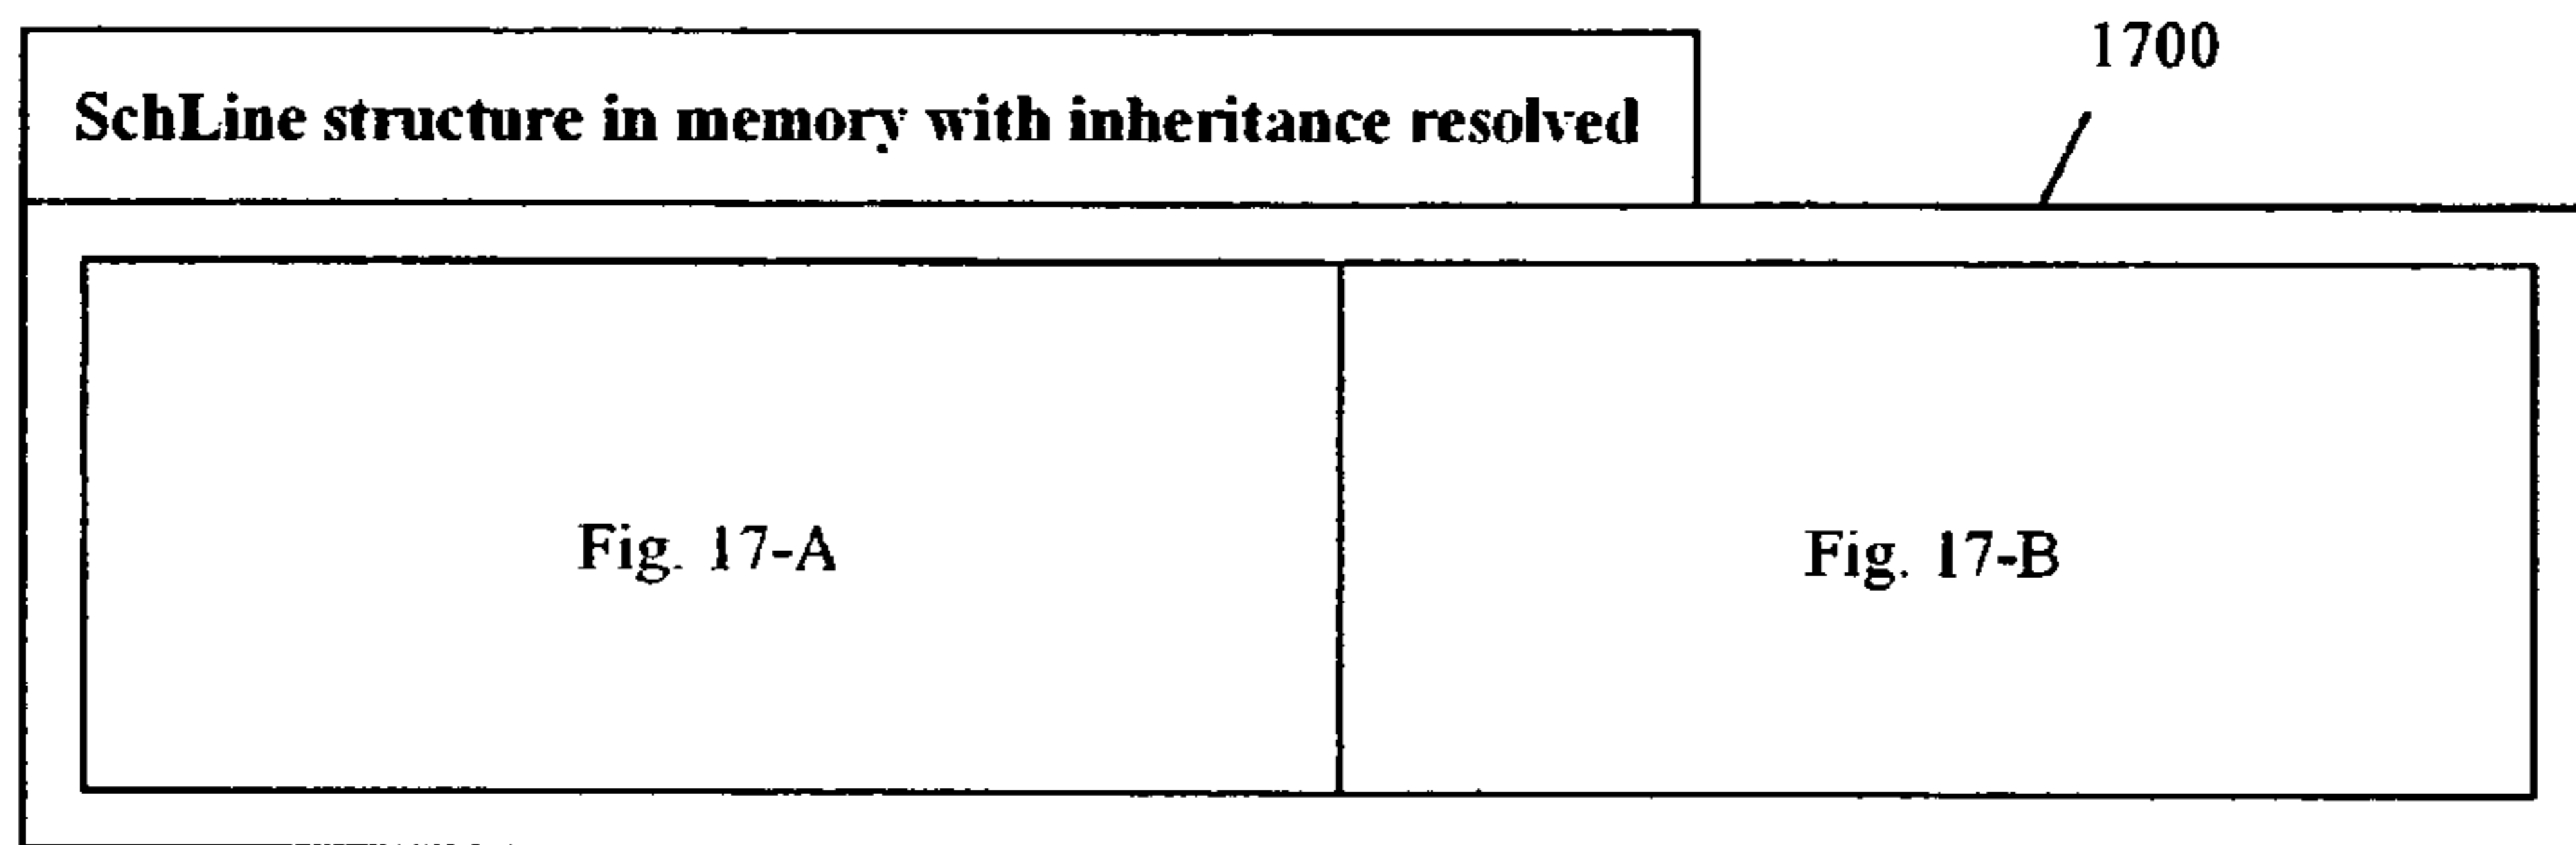 1700
SchLine structure in memory with inheritance resolved
Fig. 17-A
Fig. 17-B